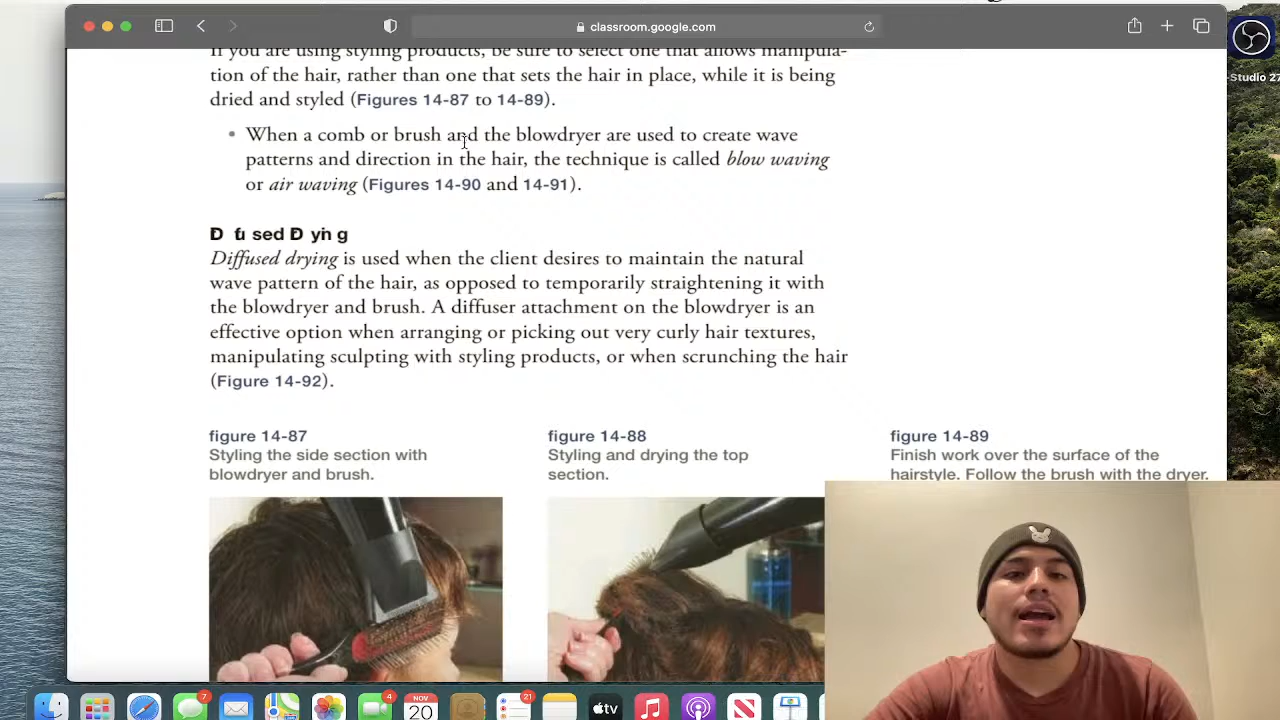 classroom.google.com
If you are using styling products, be sure to select one that allows manipula-
tion of the hair, rather than one that sets the hair in place, while it is being
dried and styled (Figures 14-87 to 14-89).
• When a comb or brush and the blowdryer are used to create wave
patterns and direction in the hair, the technique is called blow waving
or air waving (Figures 14-90 and 14-91).
Diffused Drying
Diffused drying is used when the client desires to maintain the natural
wave pattern of the hair, as opposed to temporarily straightening it with
the blowdryer and brush. A diffuser attachment on the blowdryer is an
effective option when arranging or picking out very curly hair textures,
manipulating sculpting with styling products, or when scrunching the hair
(Figure 14-92).
figure 14-87
Styling the side section with
blowdryer and brush.
figure 14-88
Styling and drying the top
section.
figure 14-89
Finish work over the surface of the
hairstyle. Follow the brush with the dryer.
-Studio 27
7
4
NOV
20
21
tv